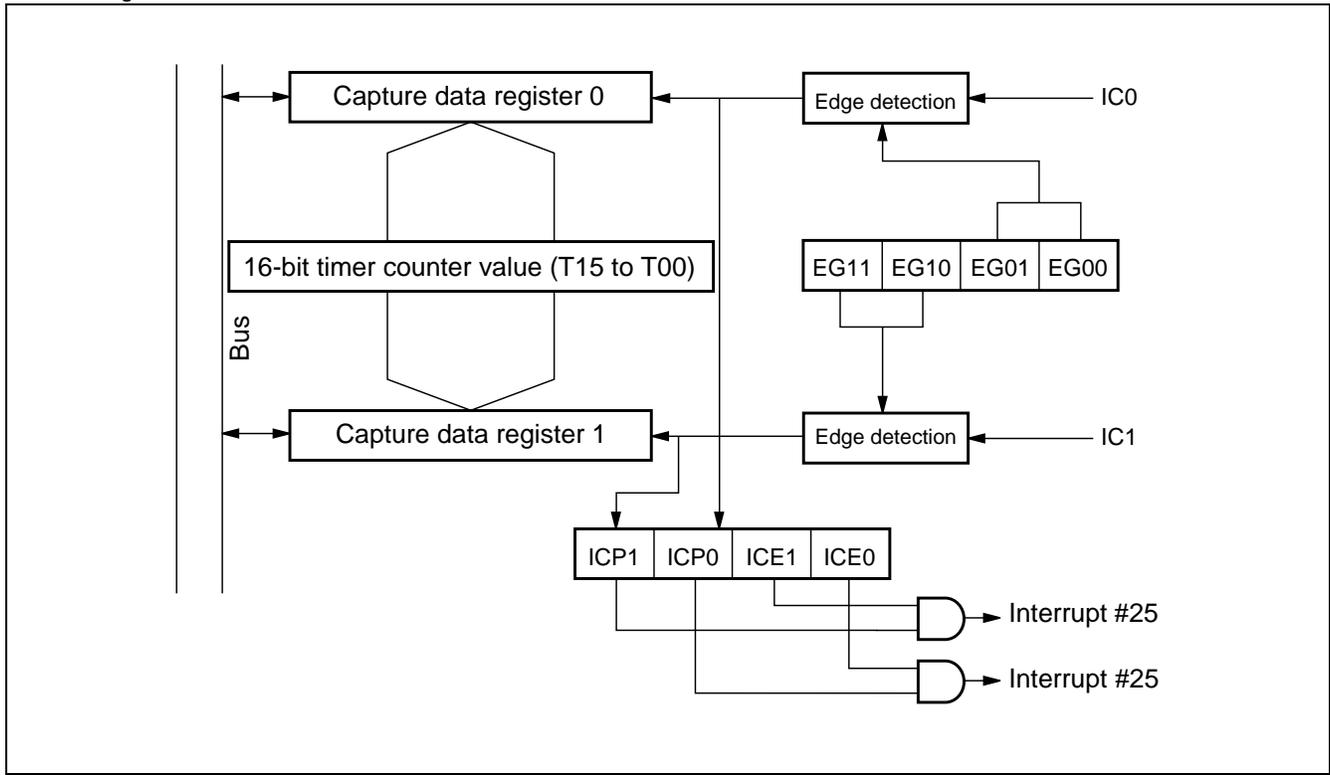 Capture data register 0
Edge detection
IC0
16-bit timer counter value (T15 to T00)
EG11 EG10 EG01 EG00
Bus
Capture data register 1
Edge detection
IC1
ICP1 ICP0 ICE1 ICE0
Interrupt #25
Interrupt #25